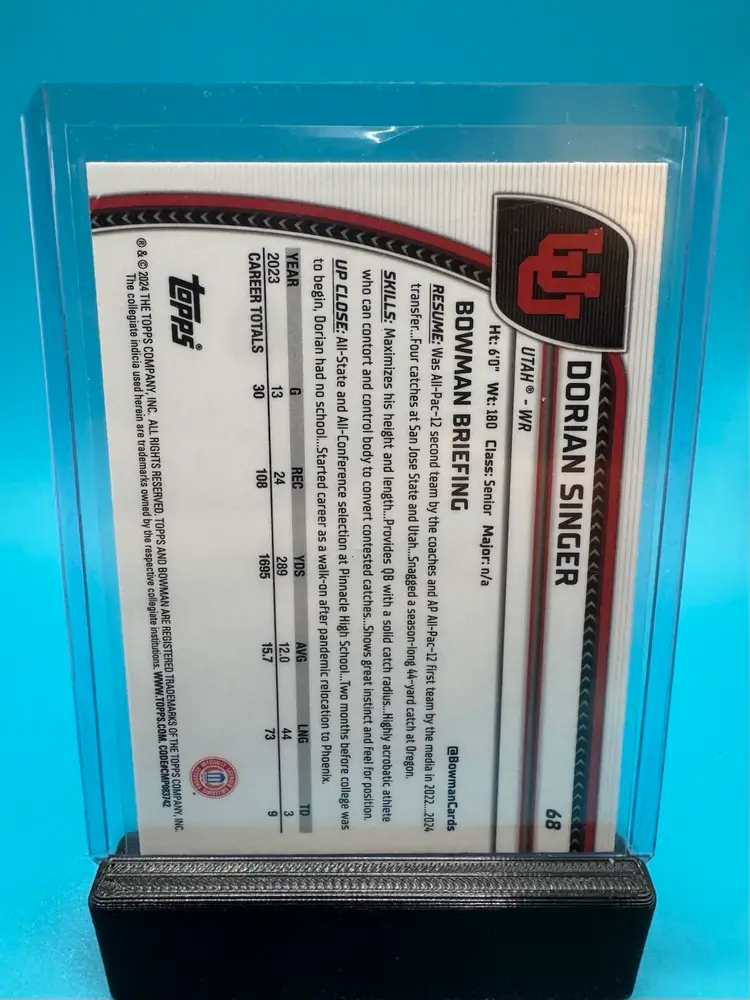 DORIAN SINGER 68
UTAH® - WR
Ht: 6'0" Wt: 180 Class: Senior Major: n/a
BOWMAN BRIEFING @BowmanCards
RESUME: Was All-Pac-12 second team by the coaches and AP All-Pac-12 first team by the media in 2022...2024
transfer...Four catches at San Jose State and Utah...Snagged a season-long 44-yard catch at Oregon.
SKILLS: Maximizes his height and length...Provides QB with a solid catch radius...Highly acrobatic athlete
who can contort and control body to convert contested catches...Shows great instinct and feel for position.
UP CLOSE: All-State and All-Conference selection at Pinnacle High School...Two months before college was
to begin, Dorian had no school...Started career as a walk-on after pandemic relocation to Phoenix.
YEAR G REC YDS AVG LNG TD
2023 13 24 289 12.0 44 3
CAREER TOTALS 30 108 1695 15.7 73 9
topps®
® & © 2024 THE TOPPS COMPANY, INC. ALL RIGHTS RESERVED. TOPPS AND BOWMAN ARE REGISTERED TRADEMARKS OF THE TOPPS COMPANY, INC.
The collegiate indicia used herein are trademarks owned by the respective collegiate institutions. WWW.TOPPS.COM. CODE#CMP003742